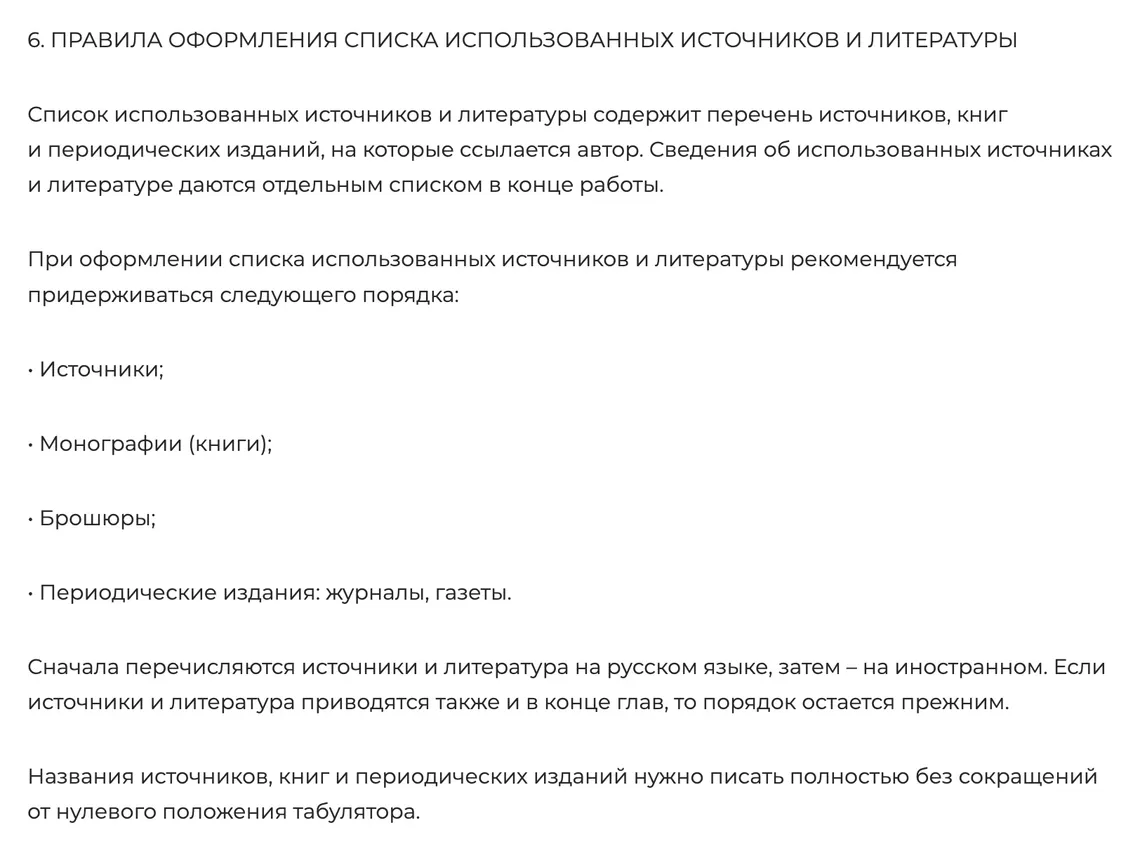 6. ПРАВИЛА ОФОРМЛЕНИЯ СПИСКА ИСПОЛЬЗОВАННЫХ ИСТОЧНИКОВ И ЛИТЕРАТУРЫ
Список использованных источников и литературы содержит перечень источников, книг
и периодических изданий, на которые ссылается автор. Сведения об использованных источниках
и литературе даются отдельным списком в конце работы.
При оформлении списка использованных источников и литературы рекомендуется
придерживаться следующего порядка:
• Источники;
• Монографии (книги);
• Брошюры;
• Периодические издания: журналы, газеты.
Сначала перечисляются источники и литература на русском языке, затем – на иностранном. Если
источники и литература приводятся также и в конце глав, то порядок остается прежним.
Названия источников, книг и периодических изданий нужно писать полностью без сокращений
от нулевого положения табулятора.